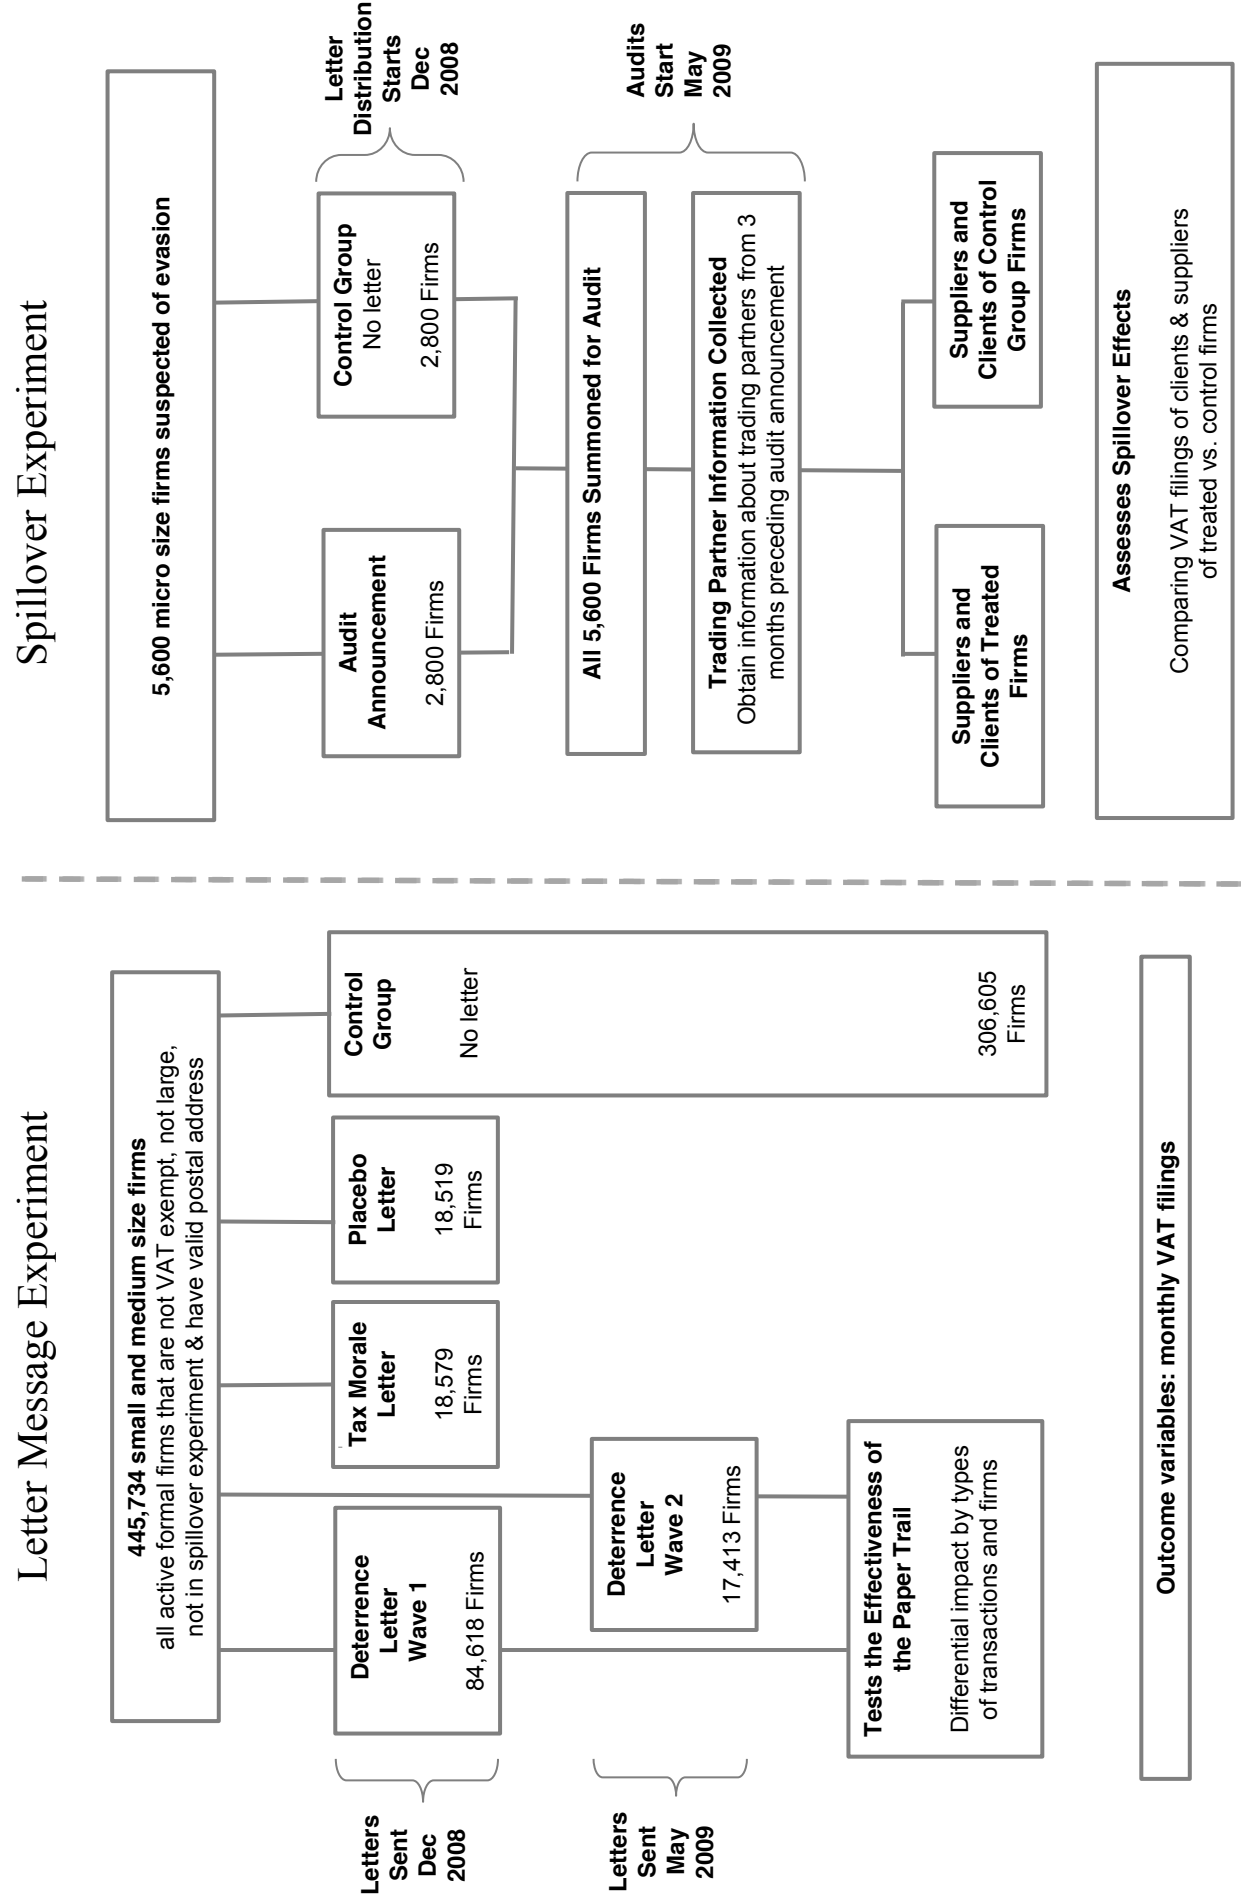 Letter Message Experiment
445,734 small and medium size firms
all active formal firms that are not VAT exempt, not large,
not in spillover experiment & have valid postal address
Letters
Sent
Dec
2008
Deterrence
Letter
Wave 1
84,618 Firms
Tax Morale
Letter
18,579
Firms
Placebo
Letter
18,519
Firms
Control
Group
No letter
306,605
Firms
Letters
Sent
May
2009
Deterrence
Letter
Wave 2
17,413 Firms
Tests the Effectiveness of
the Paper Trail
Differential impact by types
of transactions and firms
Outcome variables: monthly VAT filings
Spillover Experiment
5,600 micro size firms suspected of evasion
Audit
Announcement
2,800 Firms
Control Group
No letter
2,800 Firms
Letter
Distribution
Starts
Dec
2008
All 5,600 Firms Summoned for Audit
Trading Partner Information Collected
Obtain information about trading partners from 3
months preceding audit announcement
Audits
Start
May
2009
Suppliers and
Clients of Treated
Firms
Suppliers and
Clients of Control
Group Firms
Assesses Spillover Effects
Comparing VAT filings of clients & suppliers
of treated vs. control firms